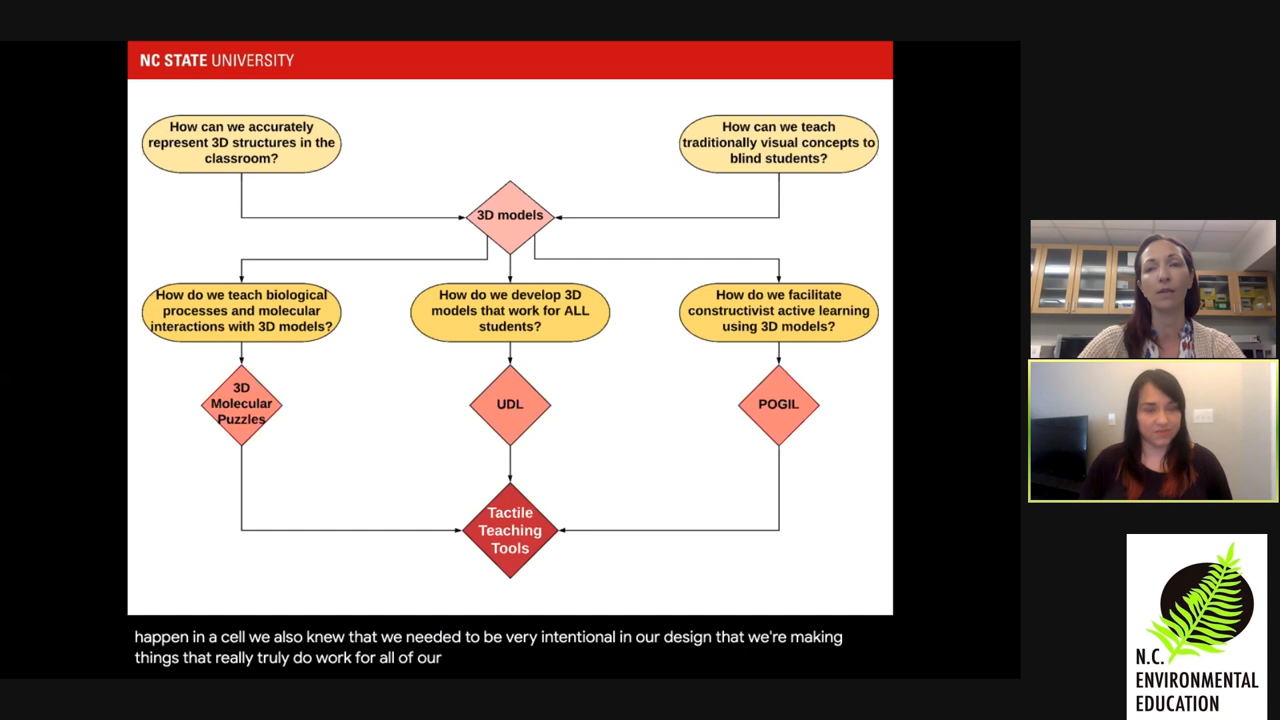 NC STATE UNIVERSITY
How can we accurately
represent 3D structures in the
classroom?
How can we teach
traditionally visual concepts to
blind students?
3D models
How do we teach biological
processes and molecular
interactions with 3D models?
How do we develop 3D
models that work for ALL
students?
How do we facilitate
constructivist active learning
using 3D models?
3D
Molecular
Puzzles
UDL
POGIL
Tactile
Teaching
Tools
happen in a cell we also knew that we needed to be very intentional in our design that we're making
things that really truly do work for all of our
N.C.
ENVIRONMENTAL
EDUCATION